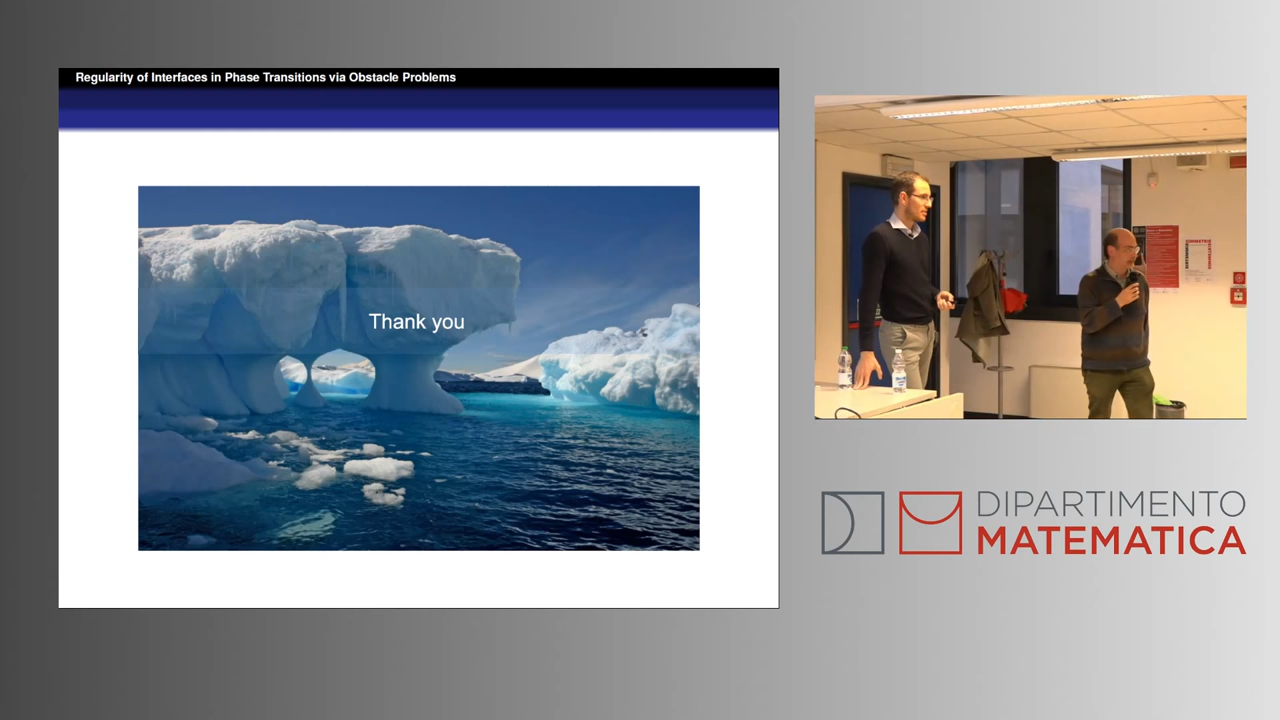 Regularity of Interfaces in Phase Transitions via Obstacle Problems
Thank you
DIPARTIMENTO
MATEMATICA